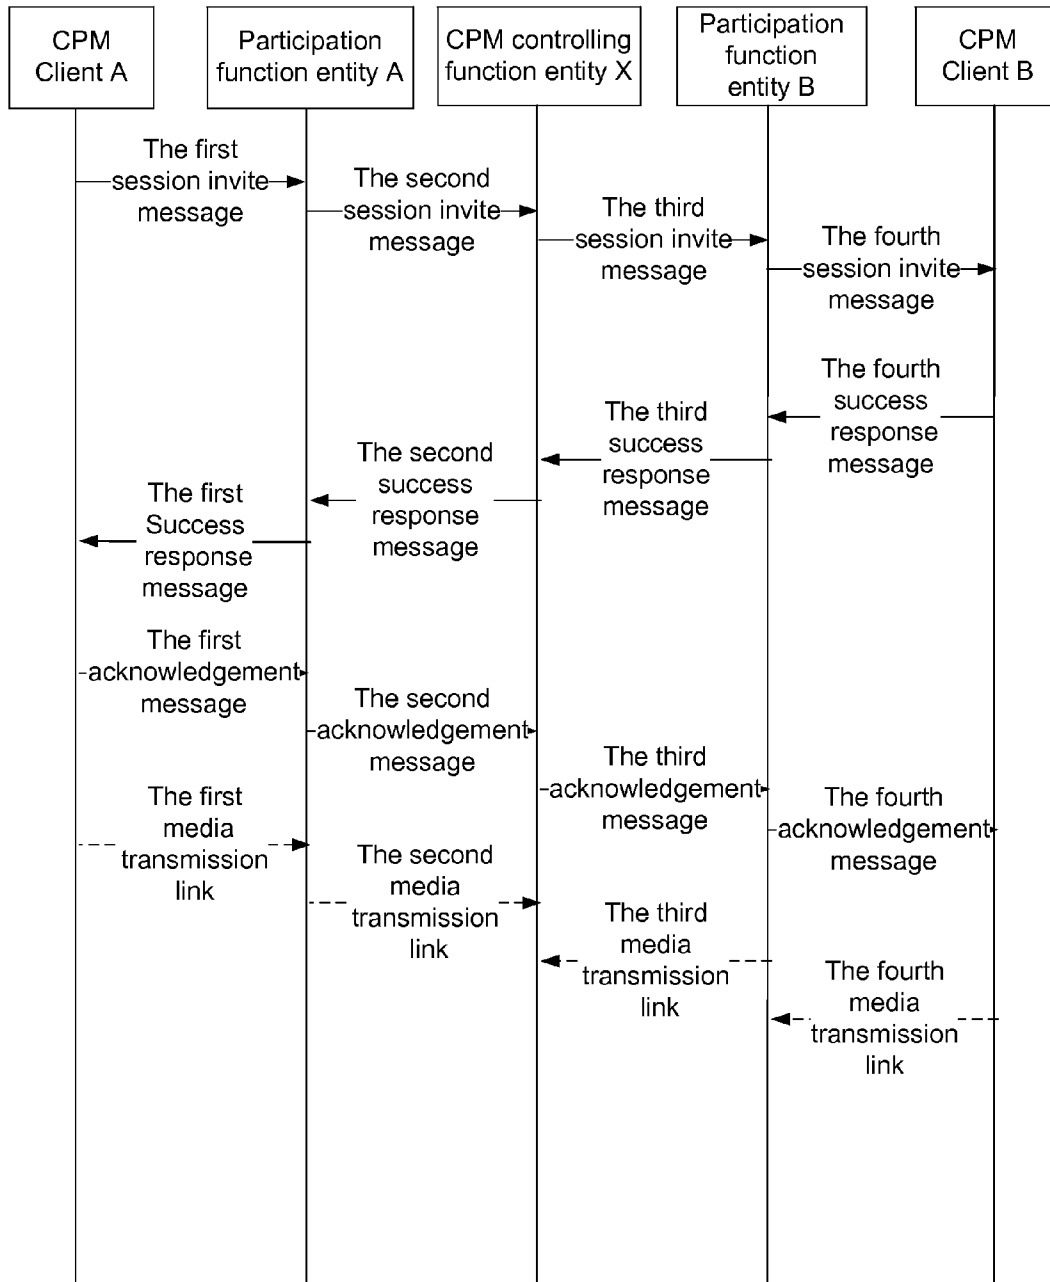 CPM
Client A
Participation
function entity A
CPM controlling
function entity X
Participation
function
entity B
CPM
Client B
The first
session invite
message
The second
session invite
message
The third
session invite
message
The fourth
session invite
message
The fourth
success
response
message
The third
success
response
message
The second
success
response
message
The first
Success
response
message
The first
acknowledgement
message
The second
acknowledgement
message
The third
acknowledgement
message
The fourth
acknowledgement
message
The first
media
transmission
link
The second
media
transmission
link
The third
media
transmission
link
The fourth
media
transmission
link